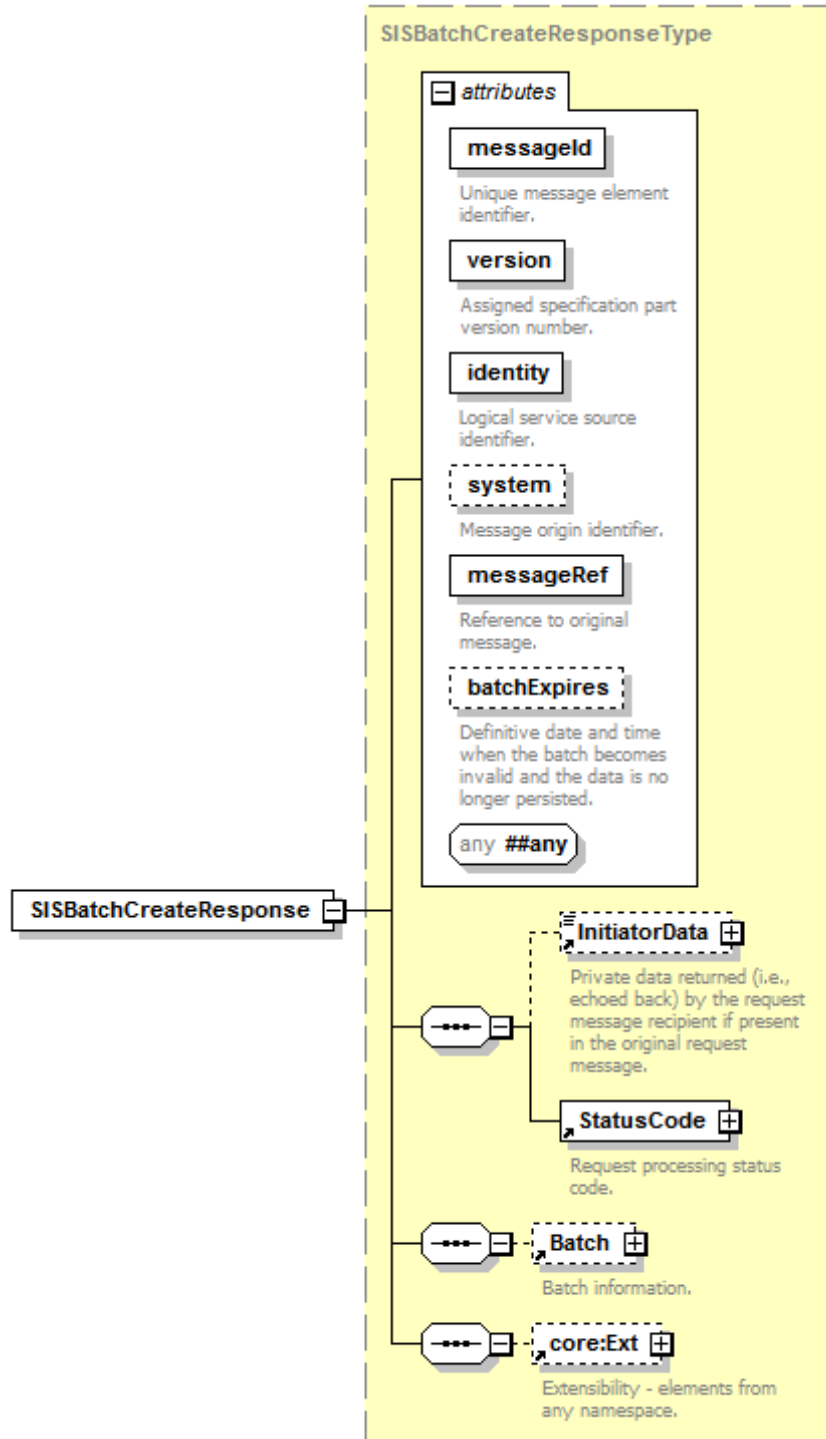 SISBatchCreateResponseType
attributes
messageId
Unique message element
identifier.
version
Assigned specification part
version number.
identity
Logical service source
identifier.
system
Message origin identifier.
messageRef
Reference to original
message.
batchExpires
Definitive date and time
when the batch becomes
invalid and the data is no
longer persisted.
any ##any
SISBatchCreateResponse
InitiatorData
Private data returned (i.e.,
echoed back) by the request
message recipient if present
in the original request
message.
StatusCode
Request processing status
code.
Batch
Batch information.
core:Ext
Extensibility - elements from
any namespace.